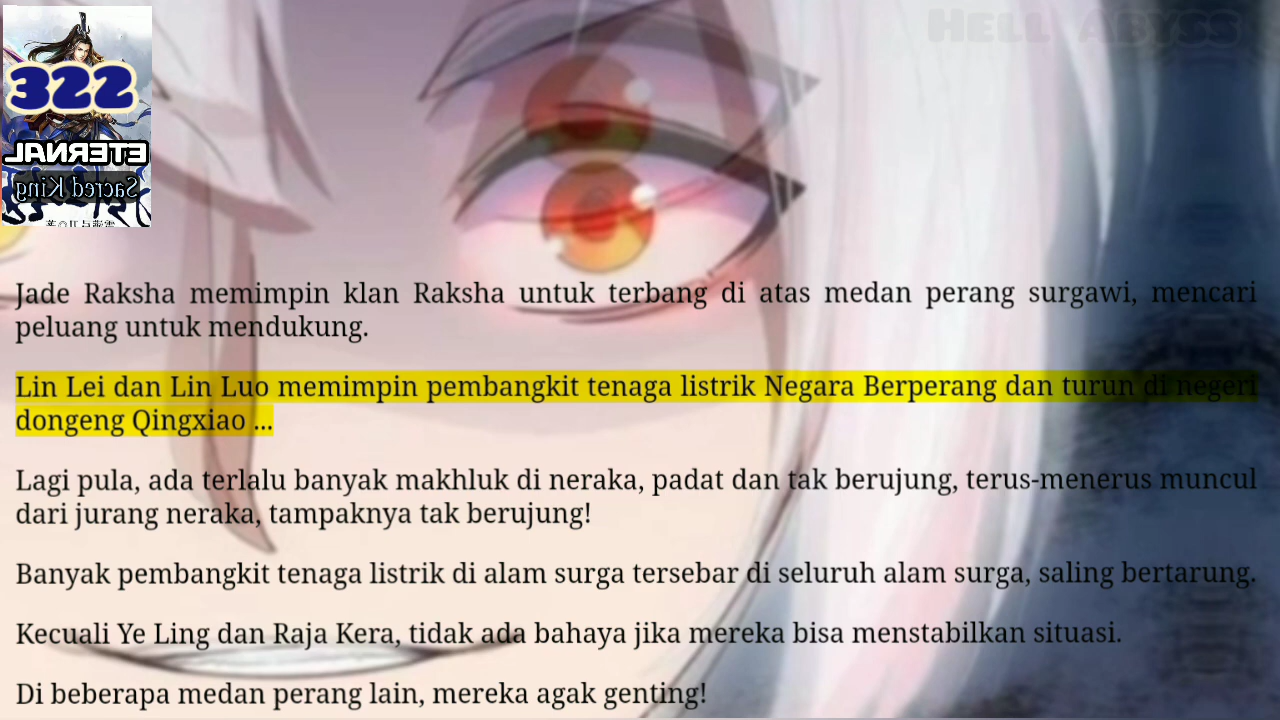 HELL ABYSS
322
ETERNAL
Sacred King
Jade Raksha memimpin klan Raksha untuk terbang di atas medan perang surgawi, mencari
peluang untuk mendukung.
Lin Lei dan Lin Luo memimpin pembangkit tenaga listrik Negara Berperang dan turun di negeri
dongeng Qingxiao ...
Lagi pula, ada terlalu banyak makhluk di neraka, padat dan tak berujung, terus-menerus muncul
dari jurang neraka, tampaknya tak berujung!
Banyak pembangkit tenaga listrik di alam surga tersebar di seluruh alam surga, saling bertarung.
Kecuali Ye Ling dan Raja Kera, tidak ada bahaya jika mereka bisa menstabilkan situasi.
Di beberapa medan perang lain, mereka agak genting!